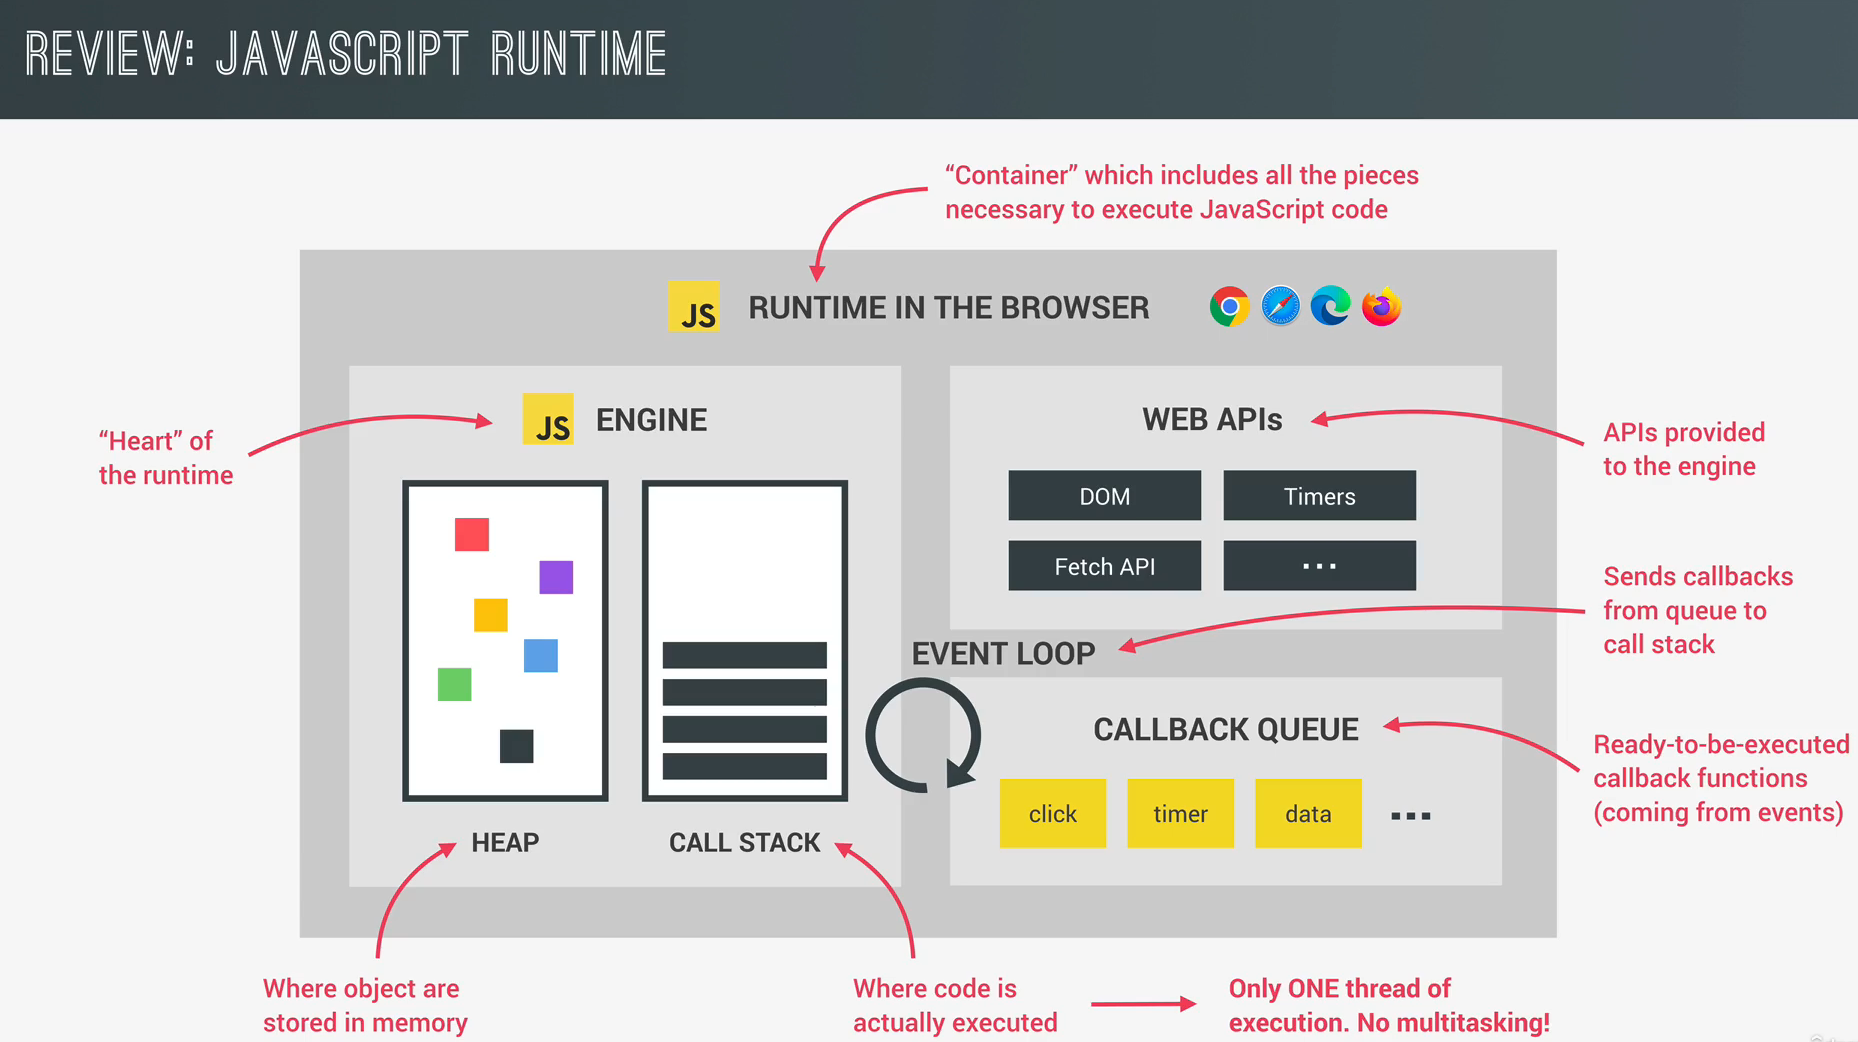 REVIEW: JAVASCRIPT RUNTIME
“Container” which includes all the pieces
necessary to execute JavaScript code
JS
RUNTIME IN THE BROWSER
JS
ENGINE
WEB APIs
“Heart” of
the runtime
APIs provided
to the engine
DOM
Timers
Fetch API
...
Sends callbacks
from queue to
call stack
EVENT LOOP
CALLBACK QUEUE
Ready-to-be-executed
callback functions
(coming from events)
click
timer
data
...
HEAP
CALL STACK
Where object are
stored in memory
Where code is
actually executed
Only ONE thread of
execution. No multitasking!